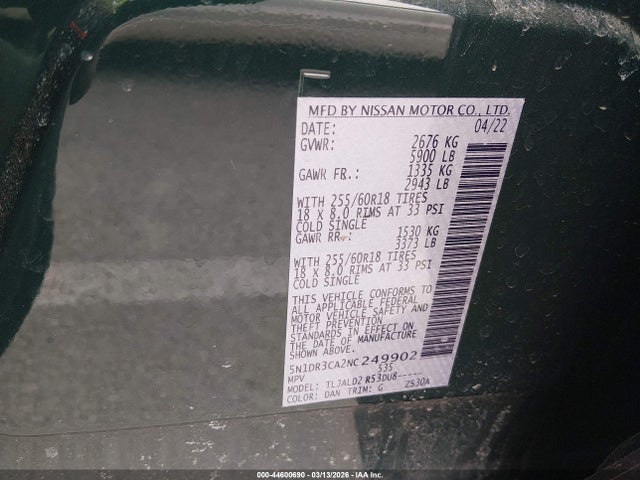 MFD BY NISSAN MOTOR CO., LTD.
DATE: 04/22
GVWR: 2676 KG
5900 LB
GAWR FR.: 1335 KG
2943 LB
WITH 255/60R18 TIRES
18 X 8.0 RIMS AT 33 PSI
COLD SINGLE
GAWR RR.: 1530 KG
3373 LB
WITH 255/60R18 TIRES
18 X 8.0 RIMS AT 33 PSI
COLD SINGLE
THIS VEHICLE CONFORMS TO
ALL APPLICABLE FEDERAL
MOTOR VEHICLE SAFETY AND
THEFT PREVENTION
STANDARDS IN EFFECT ON
THE DATE OF MFR. SHOWN
ABOVE.
5N1DR3CA2NC249902
MPV 535
MODEL: TLJALD2 R53DU8-----
COLOR: DAN TRIM: G ZS30A
000-44600690 - 03/13/2026 - IAA Inc.